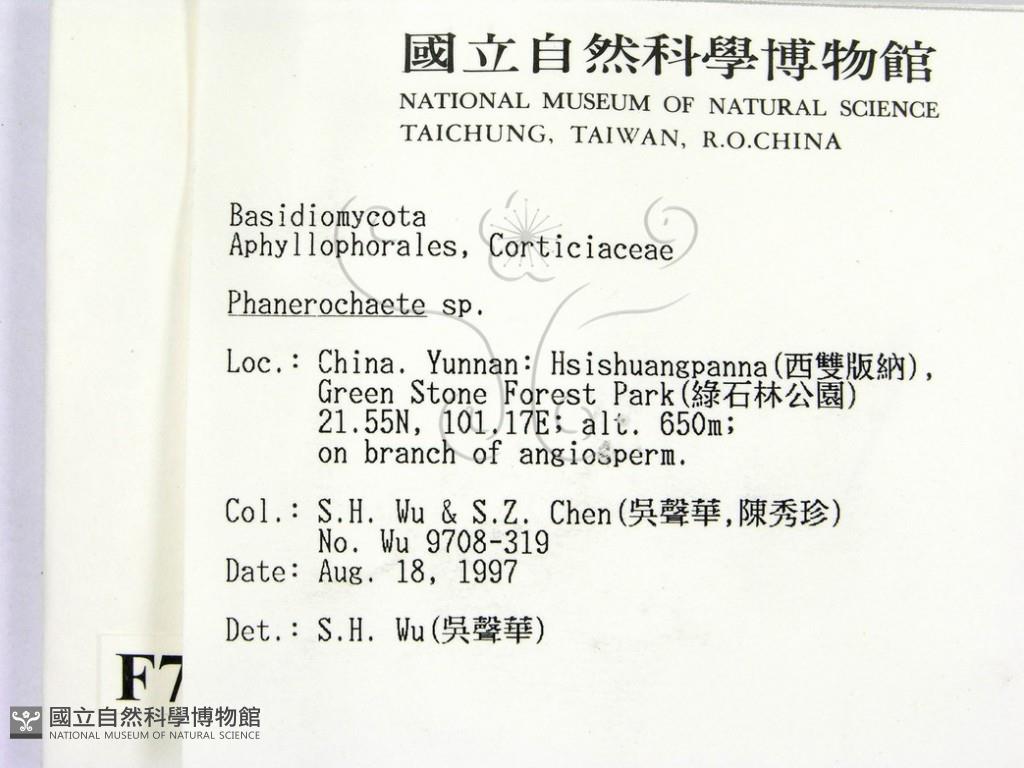 國立自然科學博物館
NATIONAL MUSEUM OF NATURAL SCIENCE
TAICHUNG, TAIWAN, R.O.CHINA
Basidiomycota
Aphyllophorales, Corticiaceae
Phanerochaete sp.
Loc.: China. Yunnan: Hsishuangpanna(西雙版納),
Green Stone Forest Park(綠石林公園)
21.55N, 101.17E; alt. 650m;
on branch of angiosperm.
Col.: S.H. Wu & S.Z. Chen(吳聲華,陳秀珍)
No. Wu 9708-319
Date: Aug. 18, 1997
Det.: S.H. Wu(吳聲華)
F7
國立自然科學博物館
NATIONAL MUSEUM OF NATURAL SCIENCE